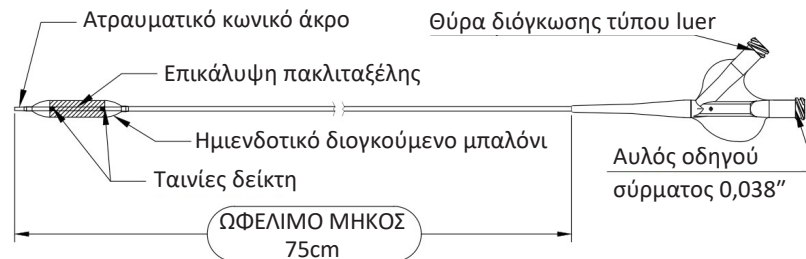 Ατραυματικό κωνικό άκρο
Θύρα διόγκωσης τύπου luer
Επικάλυψη πακλιταξέλης
Ημιενδοτικό διογκούμενο μπαλόνι
Ταινίες δείκτη
Αυλός οδηγού
σύρματος 0,038”
ΩΦΕΛΙΜΟ ΜΗΚΟΣ
75cm